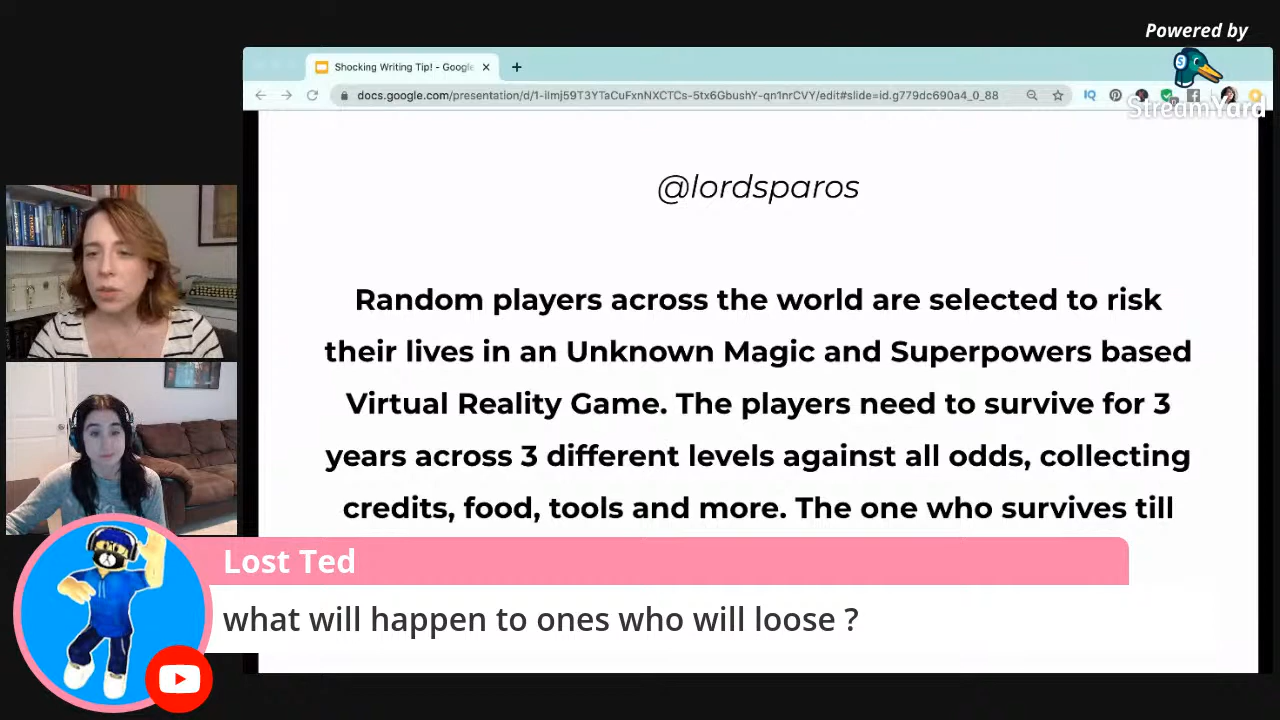 Powered by
StreamYard
Shocking Writing Tip! - Google
docs.google.com/presentation/d/1-iImj59T3YTaCuFxnNXCTCs-5tx6GbushY-qn1nrCVY/edit#slide=id.g779dc690a4_0_88
@lordsparos
Random players across the world are selected to risk
their lives in an Unknown Magic and Superpowers based
Virtual Reality Game. The players need to survive for 3
years across 3 different levels against all odds, collecting
credits, food, tools and more. The one who survives till
Lost Ted
what will happen to ones who will loose ?